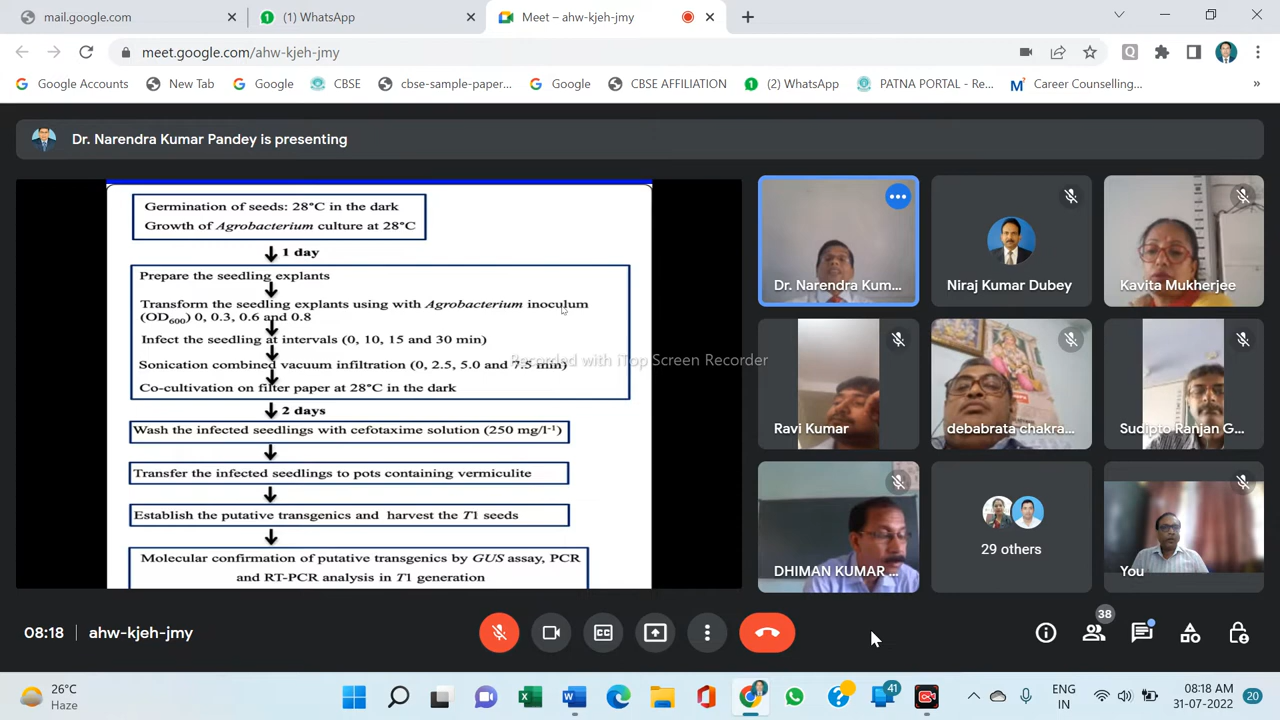 mail.google.com
(1) WhatsApp
Meet – ahw-kjeh-jmy
meet.google.com/ahw-kjeh-jmy
Google Accounts
New Tab
Google
CBSE
cbse-sample-paper...
Google
CBSE AFFILIATION
(2) WhatsApp
PATNA PORTAL - Re...
Career Counselling...
Dr. Narendra Kumar Pandey is presenting
Germination of seeds: 28°C in the dark
Growth of Agrobacterium culture at 28°C
1 day
Prepare the seedling explants
Transform the seedling explants using with Agrobacterium inoculum
(OD600) 0, 0.3, 0.6 and 0.8
Infect the seedling at intervals (0, 10, 15 and 30 min)
Sonication combined vacuum infiltration (0, 2.5, 5.0 and 7.5 min)
Co-cultivation on filter paper at 28°C in the dark
2 days
Wash the infected seedlings with cefotaxime solution (250 mg/l-1)
Transfer the infected seedlings to pots containing vermiculite
Establish the putative transgenics and harvest the T1 seeds
Molecular confirmation of putative transgenics by GUS assay, PCR
and RT-PCR analysis in T1 generation
Recorded with iTop Screen Recorder
Dr. Narendra Kum...
Niraj Kumar Dubey
Kavita Mukherjee
Ravi Kumar
debabrata chakra...
Sudipto Ranjan G...
DHIMAN KUMAR ...
29 others
You
08:18
ahw-kjeh-jmy
CC
38
26°C
Haze
41
ENG
IN
08:18 AM
31-07-2022
20